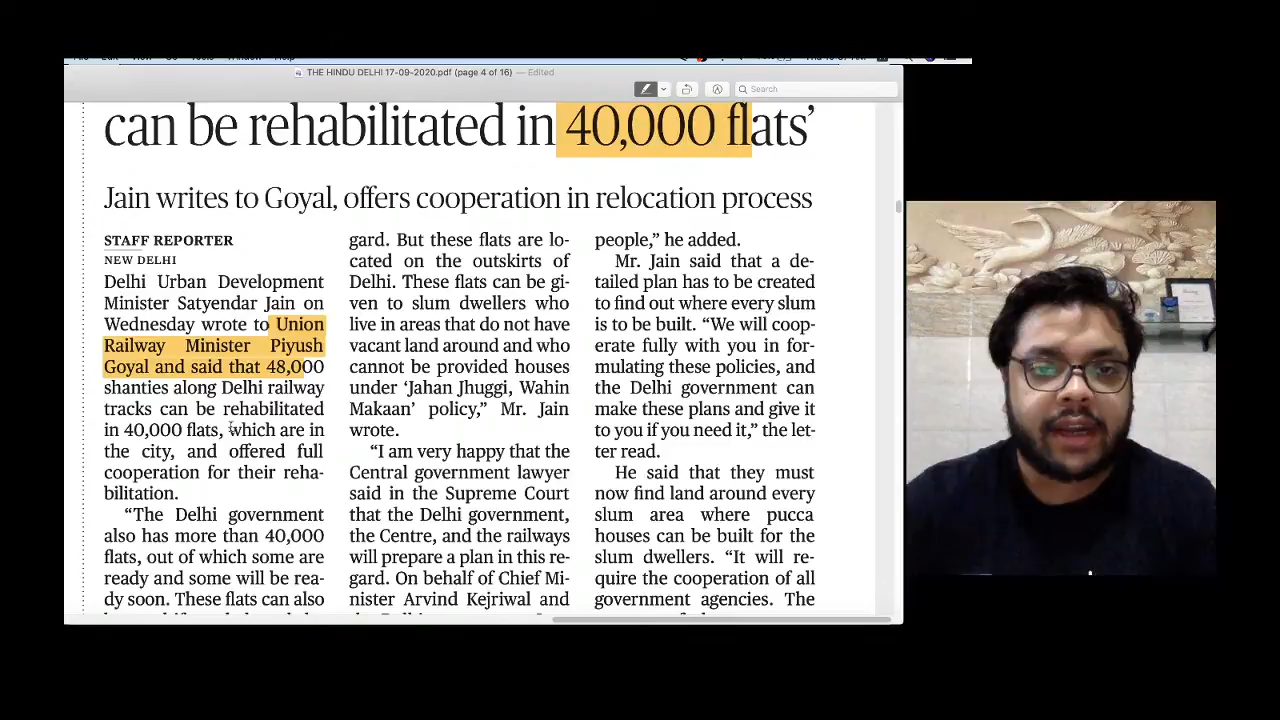 THE HINDU DELHI 17-09-2020.pdf (page 4 of 16) — Edited
Search
can be rehabilitated in 40,000 flats’
Jain writes to Goyal, offers cooperation in relocation process
STAFF REPORTER
NEW DELHI
Delhi Urban Development
Minister Satyendar Jain on
Wednesday wrote to Union
Railway Minister Piyush
Goyal and said that 48,000
shanties along Delhi railway
tracks can be rehabilitated
in 40,000 flats, which are in
the city, and offered full
cooperation for their reha-
bilitation.
“The Delhi government
also has more than 40,000
flats, out of which some are
ready and some will be rea-
dy soon. These flats can also
gard. But these flats are lo-
cated on the outskirts of
Delhi. These flats can be gi-
ven to slum dwellers who
live in areas that do not have
vacant land around and who
cannot be provided houses
under ‘Jahan Jhuggi, Wahin
Makaan’ policy,” Mr. Jain
wrote.
“I am very happy that the
Central government lawyer
said in the Supreme Court
that the Delhi government,
the Centre, and the railways
will prepare a plan in this re-
gard. On behalf of Chief Mi-
nister Arvind Kejriwal and
people,” he added.
Mr. Jain said that a de-
tailed plan has to be created
to find out where every slum
is to be built. “We will coop-
erate fully with you in for-
mulating these policies, and
the Delhi government can
make these plans and give it
to you if you need it,” the let-
ter read.
He said that they must
now find land around every
slum area where pucca
houses can be built for the
slum dwellers. “It will re-
quire the cooperation of all
government agencies. The